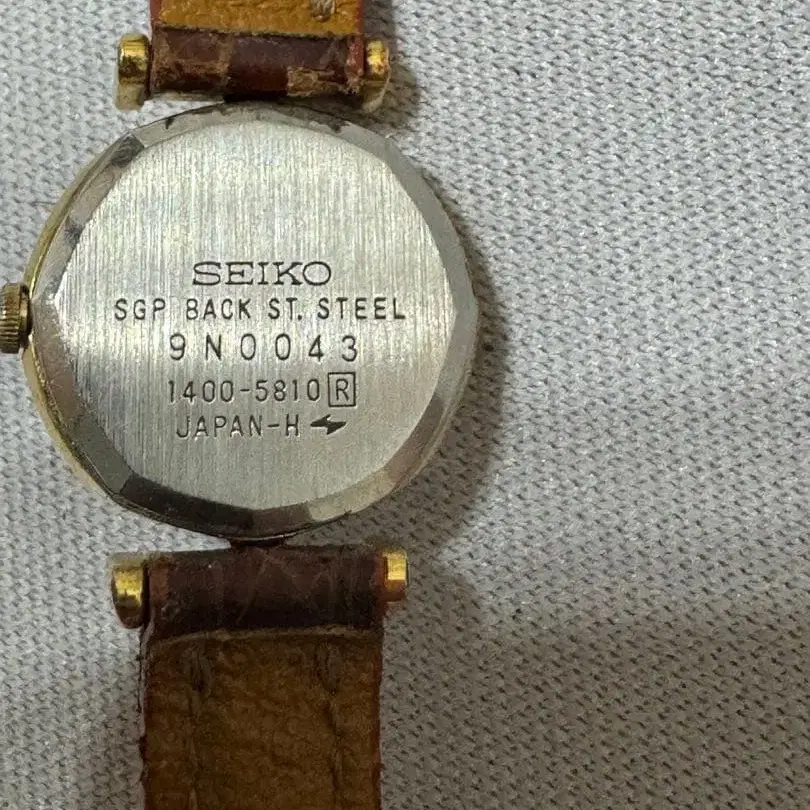 SEIKO
SGP BACK ST. STEEL
9N0043
1400-5810 R
JAPAN-H